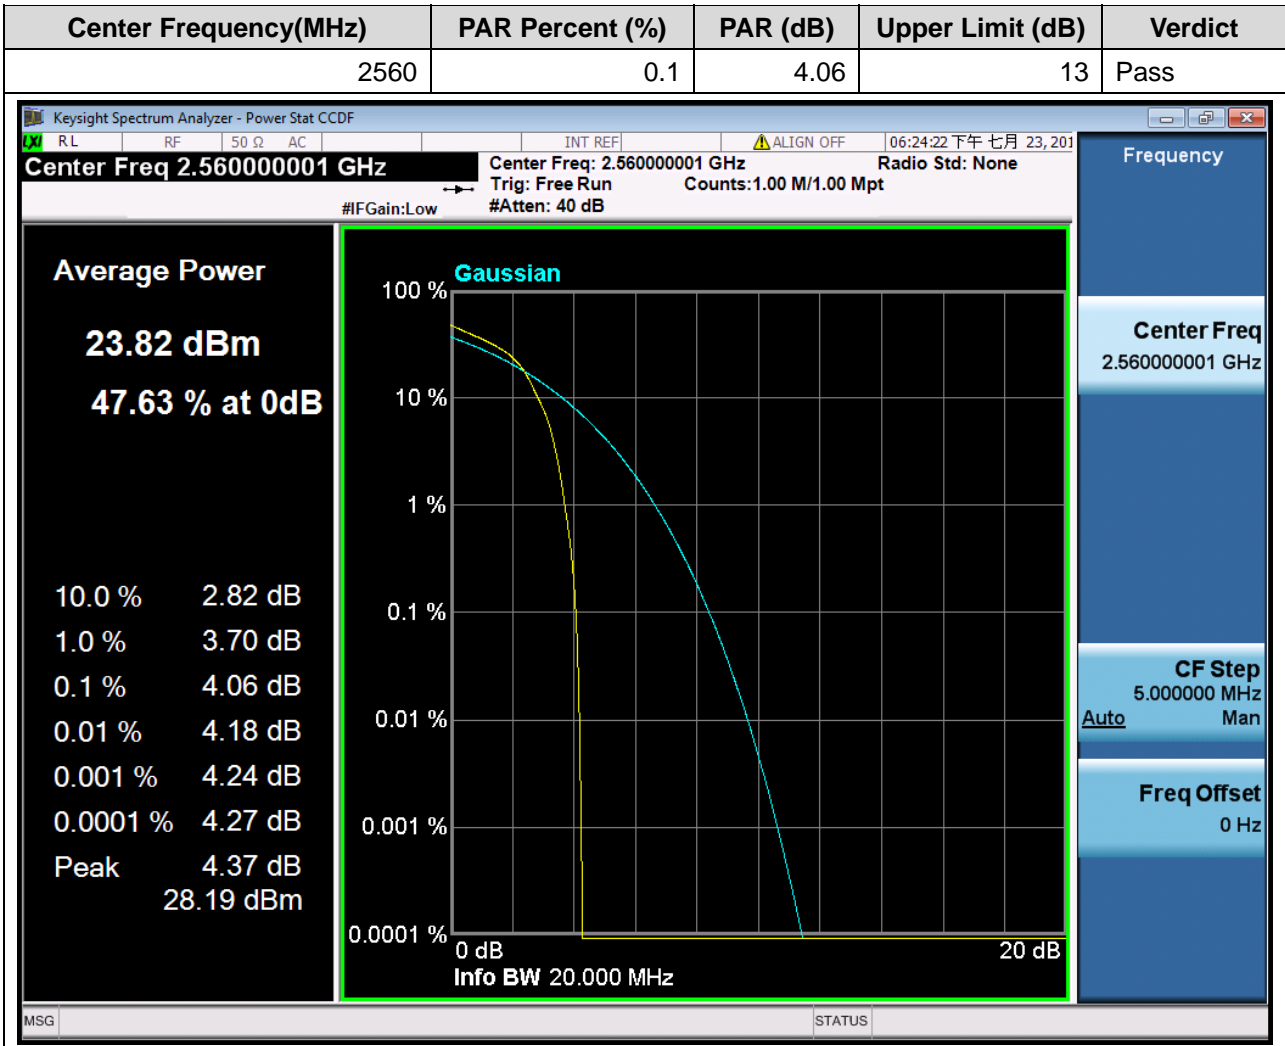 Center Frequency(MHz) PAR Percent (%) PAR (dB) Upper Limit (dB) Verdict
2560 0.1 4.06 13 Pass
Keysight Spectrum Analyzer - Power Stat CCDF
LXI RL RF 50 Ω AC INT REF ALIGN OFF 06:24:22 下午 七月 23, 201
Center Freq 2.560000001 GHz
Center Freq: 2.560000001 GHz Radio Std: None
Trig: Free Run Counts:1.00 M/1.00 Mpt
#IFGain:Low #Atten: 40 dB
Average Power
23.82 dBm
47.63 % at 0dB
10.0 % 2.82 dB
1.0 % 3.70 dB
0.1 % 4.06 dB
0.01 % 4.18 dB
0.001 % 4.24 dB
0.0001 % 4.27 dB
Peak 4.37 dB
28.19 dBm
Gaussian
100 %
10 %
1 %
0.1 %
0.01 %
0.001 %
0.0001 %
0 dB 20 dB
Info BW 20.000 MHz
Frequency
Center Freq
2.560000001 GHz
CF Step
5.000000 MHz
Auto Man
Freq Offset
0 Hz
MSG STATUS